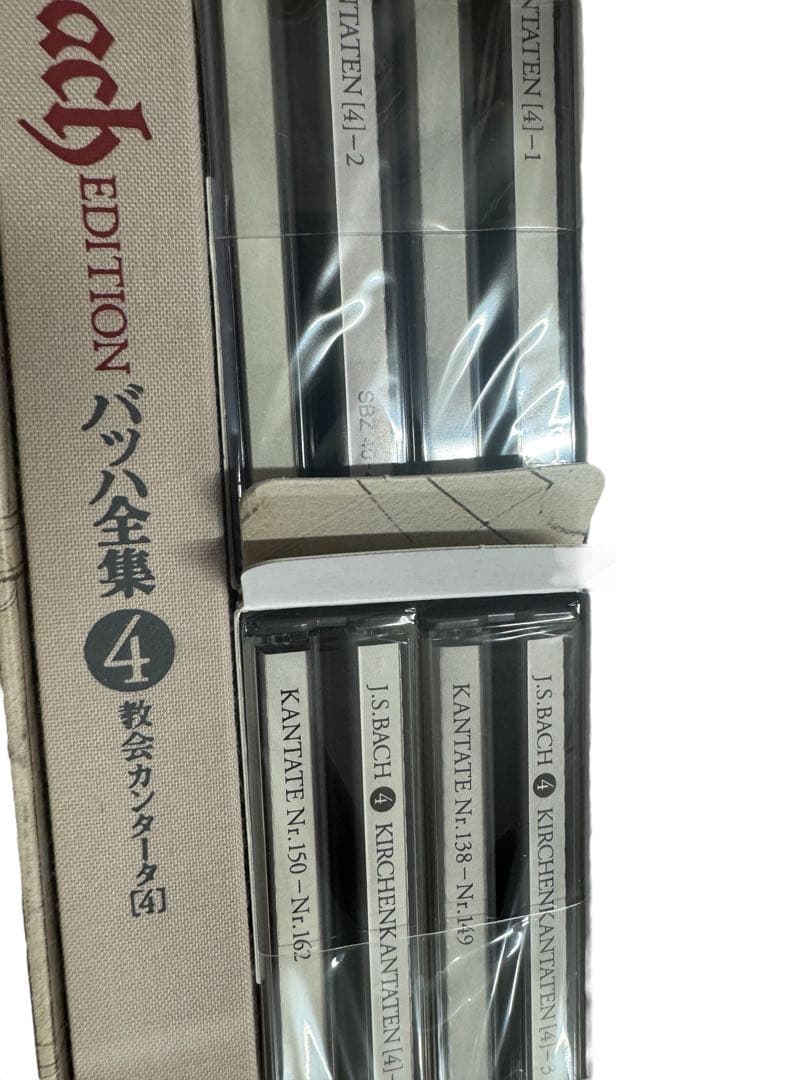 ach EDITION バッハ全集 4 教会カンタータ[4]
NTATEN [4]–2
NTATEN [4]–1
SBZ 40
KANTATE Nr.150 – Nr.162
J.S.BACH 4 KIRCHENKANTATEN [4]–
KANTATE Nr.138 – Nr.149
J.S.BACH 4 KIRCHENKANTATEN [4]–3